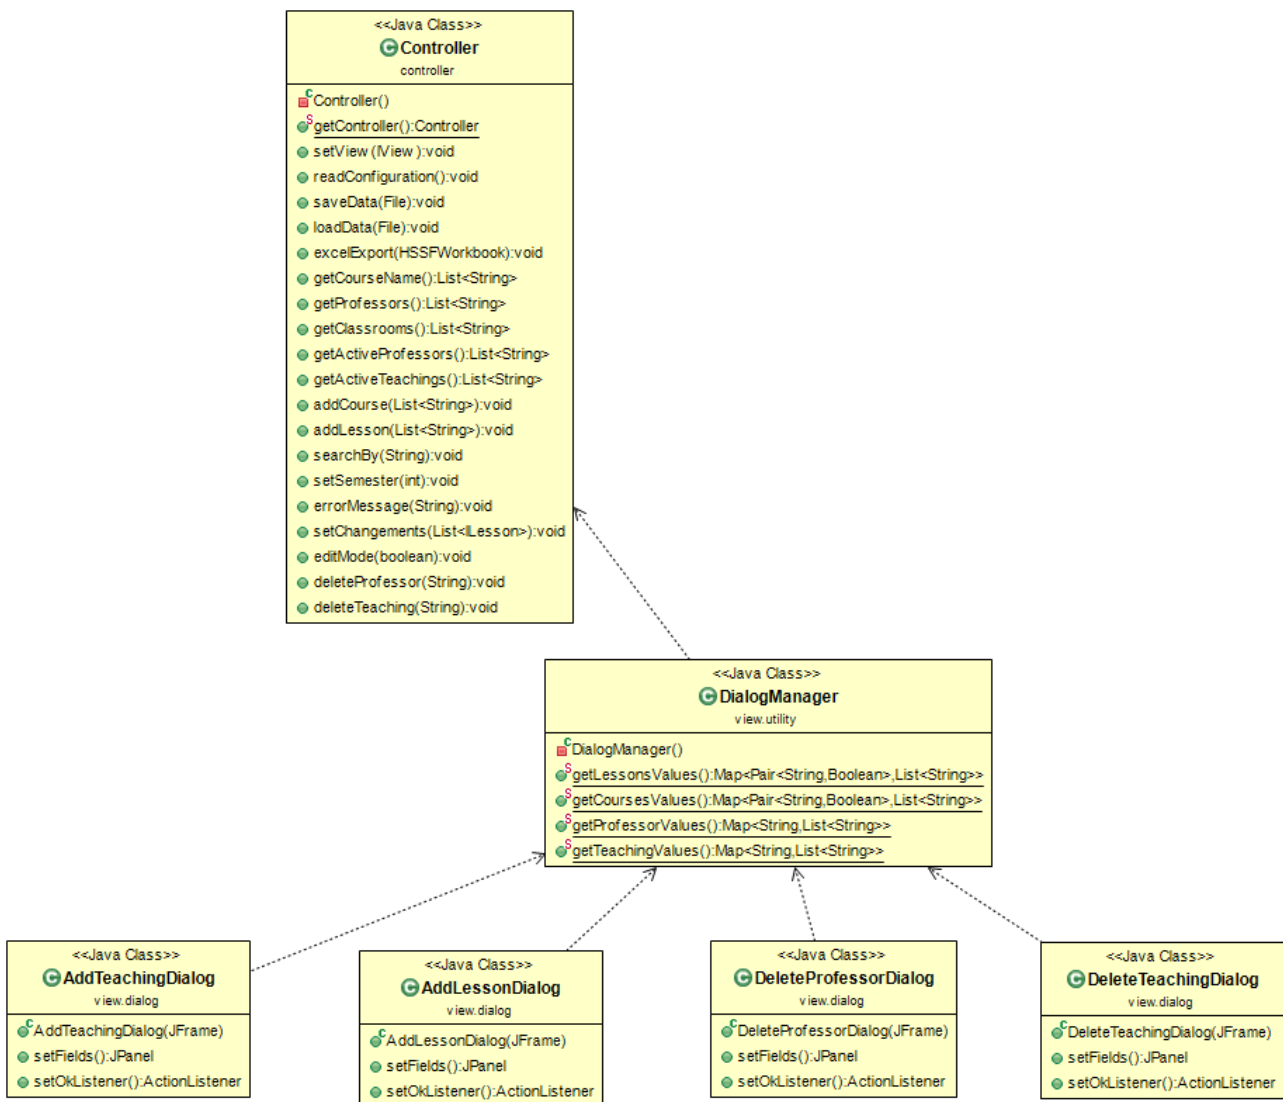 <<Java Class>>
Controller
controller
Controller()
getController():Controller
setView(IView):void
readConfiguration():void
saveData(File):void
loadData(File):void
excelExport(HSSFWorkbook):void
getCourseName():List<String>
getProfessors():List<String>
getClassrooms():List<String>
getActiveProfessors():List<String>
getActiveTeachings():List<String>
addCourse(List<String>):void
addLesson(List<String>):void
searchBy(String):void
setSemester(int):void
errorMessage(String):void
setChangements(List<ILesson>):void
editMode(boolean):void
deleteProfessor(String):void
deleteTeaching(String):void
<<Java Class>>
DialogManager
view.utility
DialogManager()
getLessonsValues():Map<Pair<String,Boolean>,List<String>>
getCoursesValues():Map<Pair<String,Boolean>,List<String>>
getProfessorValues():Map<String,List<String>>
getTeachingValues():Map<String,List<String>>
<<Java Class>>
AddTeachingDialog
view.dialog
AddTeachingDialog(JFrame)
setFields():JPanel
setOkListener():ActionListener
<<Java Class>>
AddLessonDialog
view.dialog
AddLessonDialog(JFrame)
setFields():JPanel
setOkListener():ActionListener
<<Java Class>>
DeleteProfessorDialog
view.dialog
DeleteProfessorDialog(JFrame)
setFields():JPanel
setOkListener():ActionListener
<<Java Class>>
DeleteTeachingDialog
view.dialog
DeleteTeachingDialog(JFrame)
setFields():JPanel
setOkListener():ActionListener